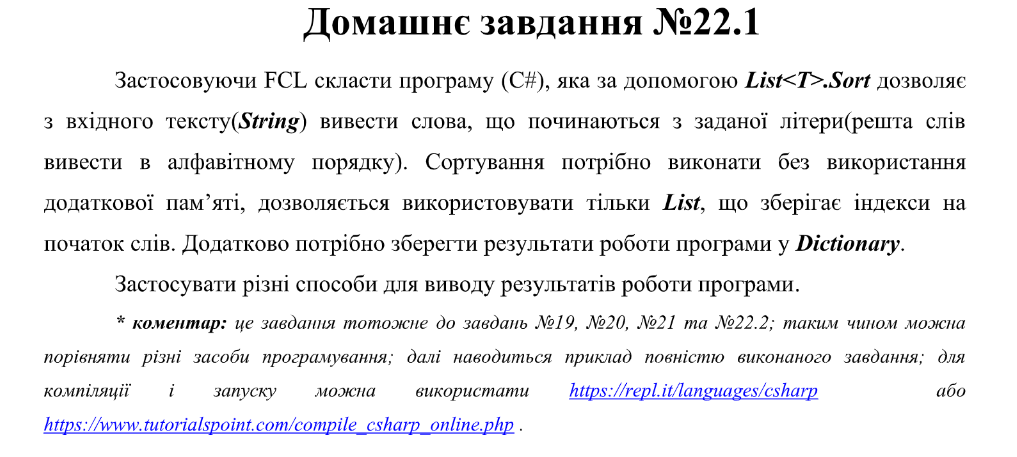 Домашнє завдання №22.1
Застосовуючи FCL скласти програму (C#), яка за допомогою List<T>.Sort дозволяє
з вхідного тексту(String) вивести слова, що починаються з заданої літери(решта слів
вивести в алфавітному порядку). Сортування потрібно виконати без використання
додаткової пам’яті, дозволяється використовувати тільки List, що зберігає індекси на
початок слів. Додатково потрібно зберегти результати роботи програми у Dictionary.
Застосувати різні способи для виводу результатів роботи програми.
* коментар: це завдання тотожне до завдань №19, №20, №21 та №22.2; таким чином можна
порівняти різні засоби програмування; далі наводиться приклад повністю виконаного завдання; для
компіляції і запуску можна використати https://repl.it/languages/csharp або
https://www.tutorialspoint.com/compile_csharp_online.php .